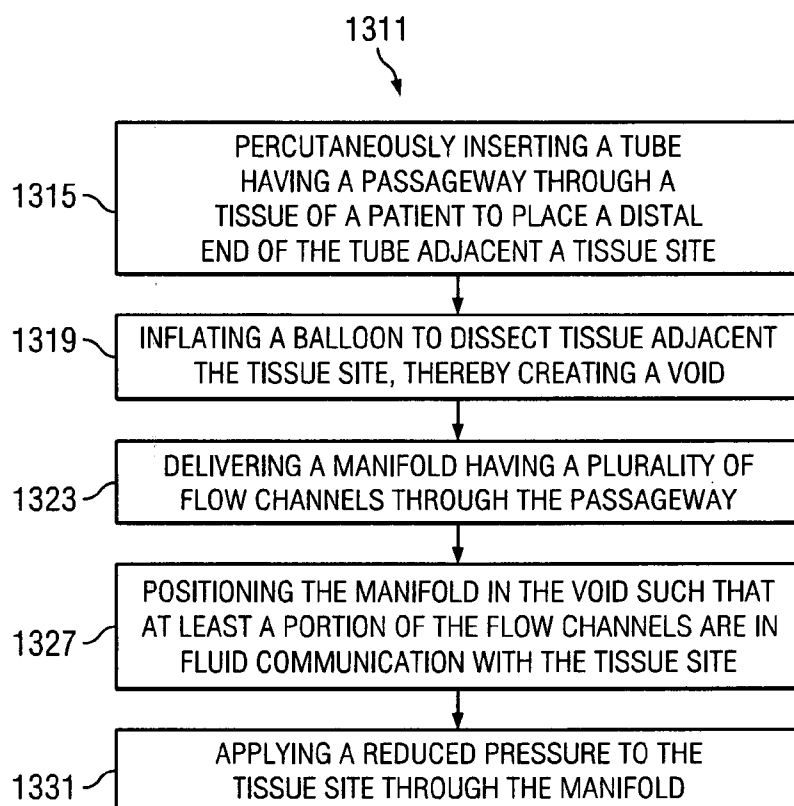 1311
1315
PERCUTANEOUSLY INSERTING A TUBE
HAVING A PASSAGEWAY THROUGH A
TISSUE OF A PATIENT TO PLACE A DISTAL
END OF THE TUBE ADJACENT A TISSUE SITE
1319
INFLATING A BALLOON TO DISSECT TISSUE ADJACENT
THE TISSUE SITE, THEREBY CREATING A VOID
1323
DELIVERING A MANIFOLD HAVING A PLURALITY OF
FLOW CHANNELS THROUGH THE PASSAGEWAY
1327
POSITIONING THE MANIFOLD IN THE VOID SUCH THAT
AT LEAST A PORTION OF THE FLOW CHANNELS ARE IN
FLUID COMMUNICATION WITH THE TISSUE SITE
1331
APPLYING A REDUCED PRESSURE TO THE
TISSUE SITE THROUGH THE MANIFOLD